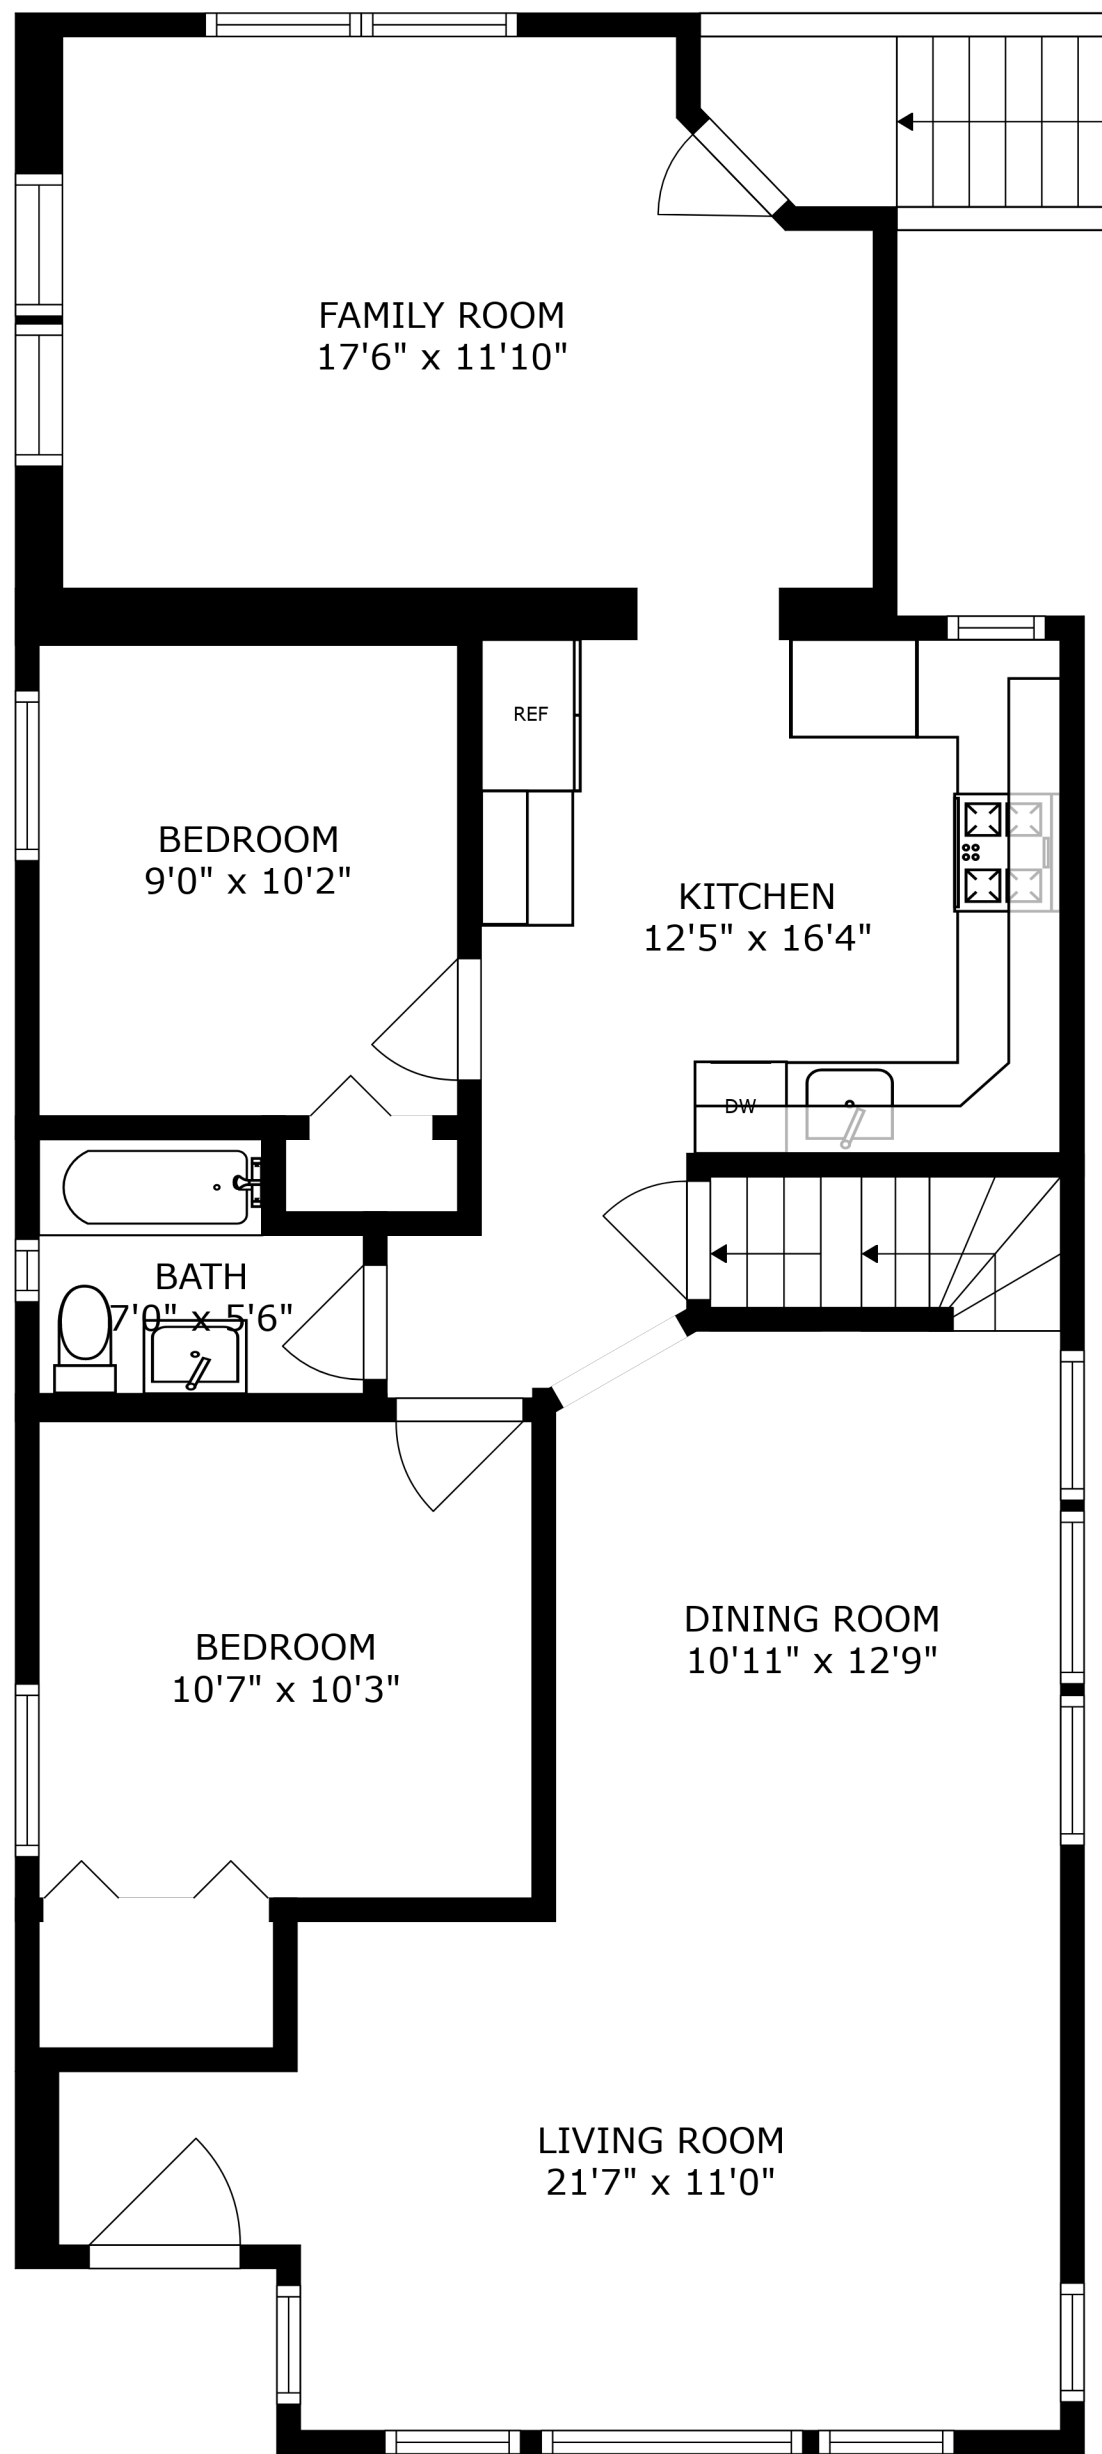 FAMILY ROOM
17'6" x 11'10"
REF
BEDROOM
9'0" x 10'2"
KITCHEN
12'5" x 16'4"
DW
BATH
7'0" x 5'6"
BEDROOM
10'7" x 10'3"
DINING ROOM
10'11" x 12'9"
LIVING ROOM
21'7" x 11'0"